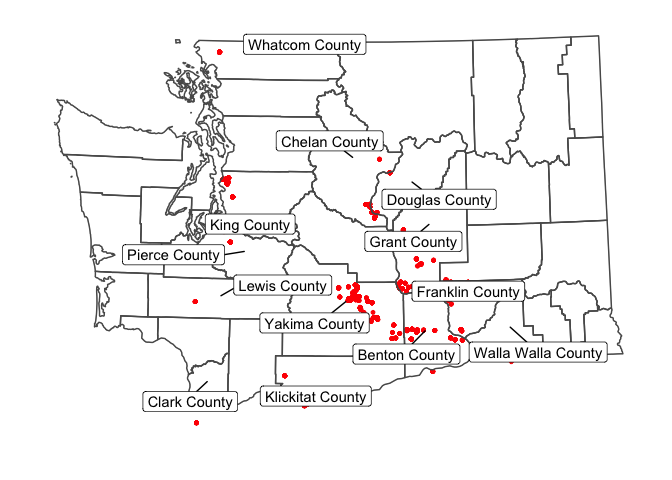 Whatcom County
Chelan County
Douglas County
King County
Grant County
Pierce County
Lewis County
Franklin County
Yakima County
Benton County
Walla Walla County
Clark County
Klickitat County